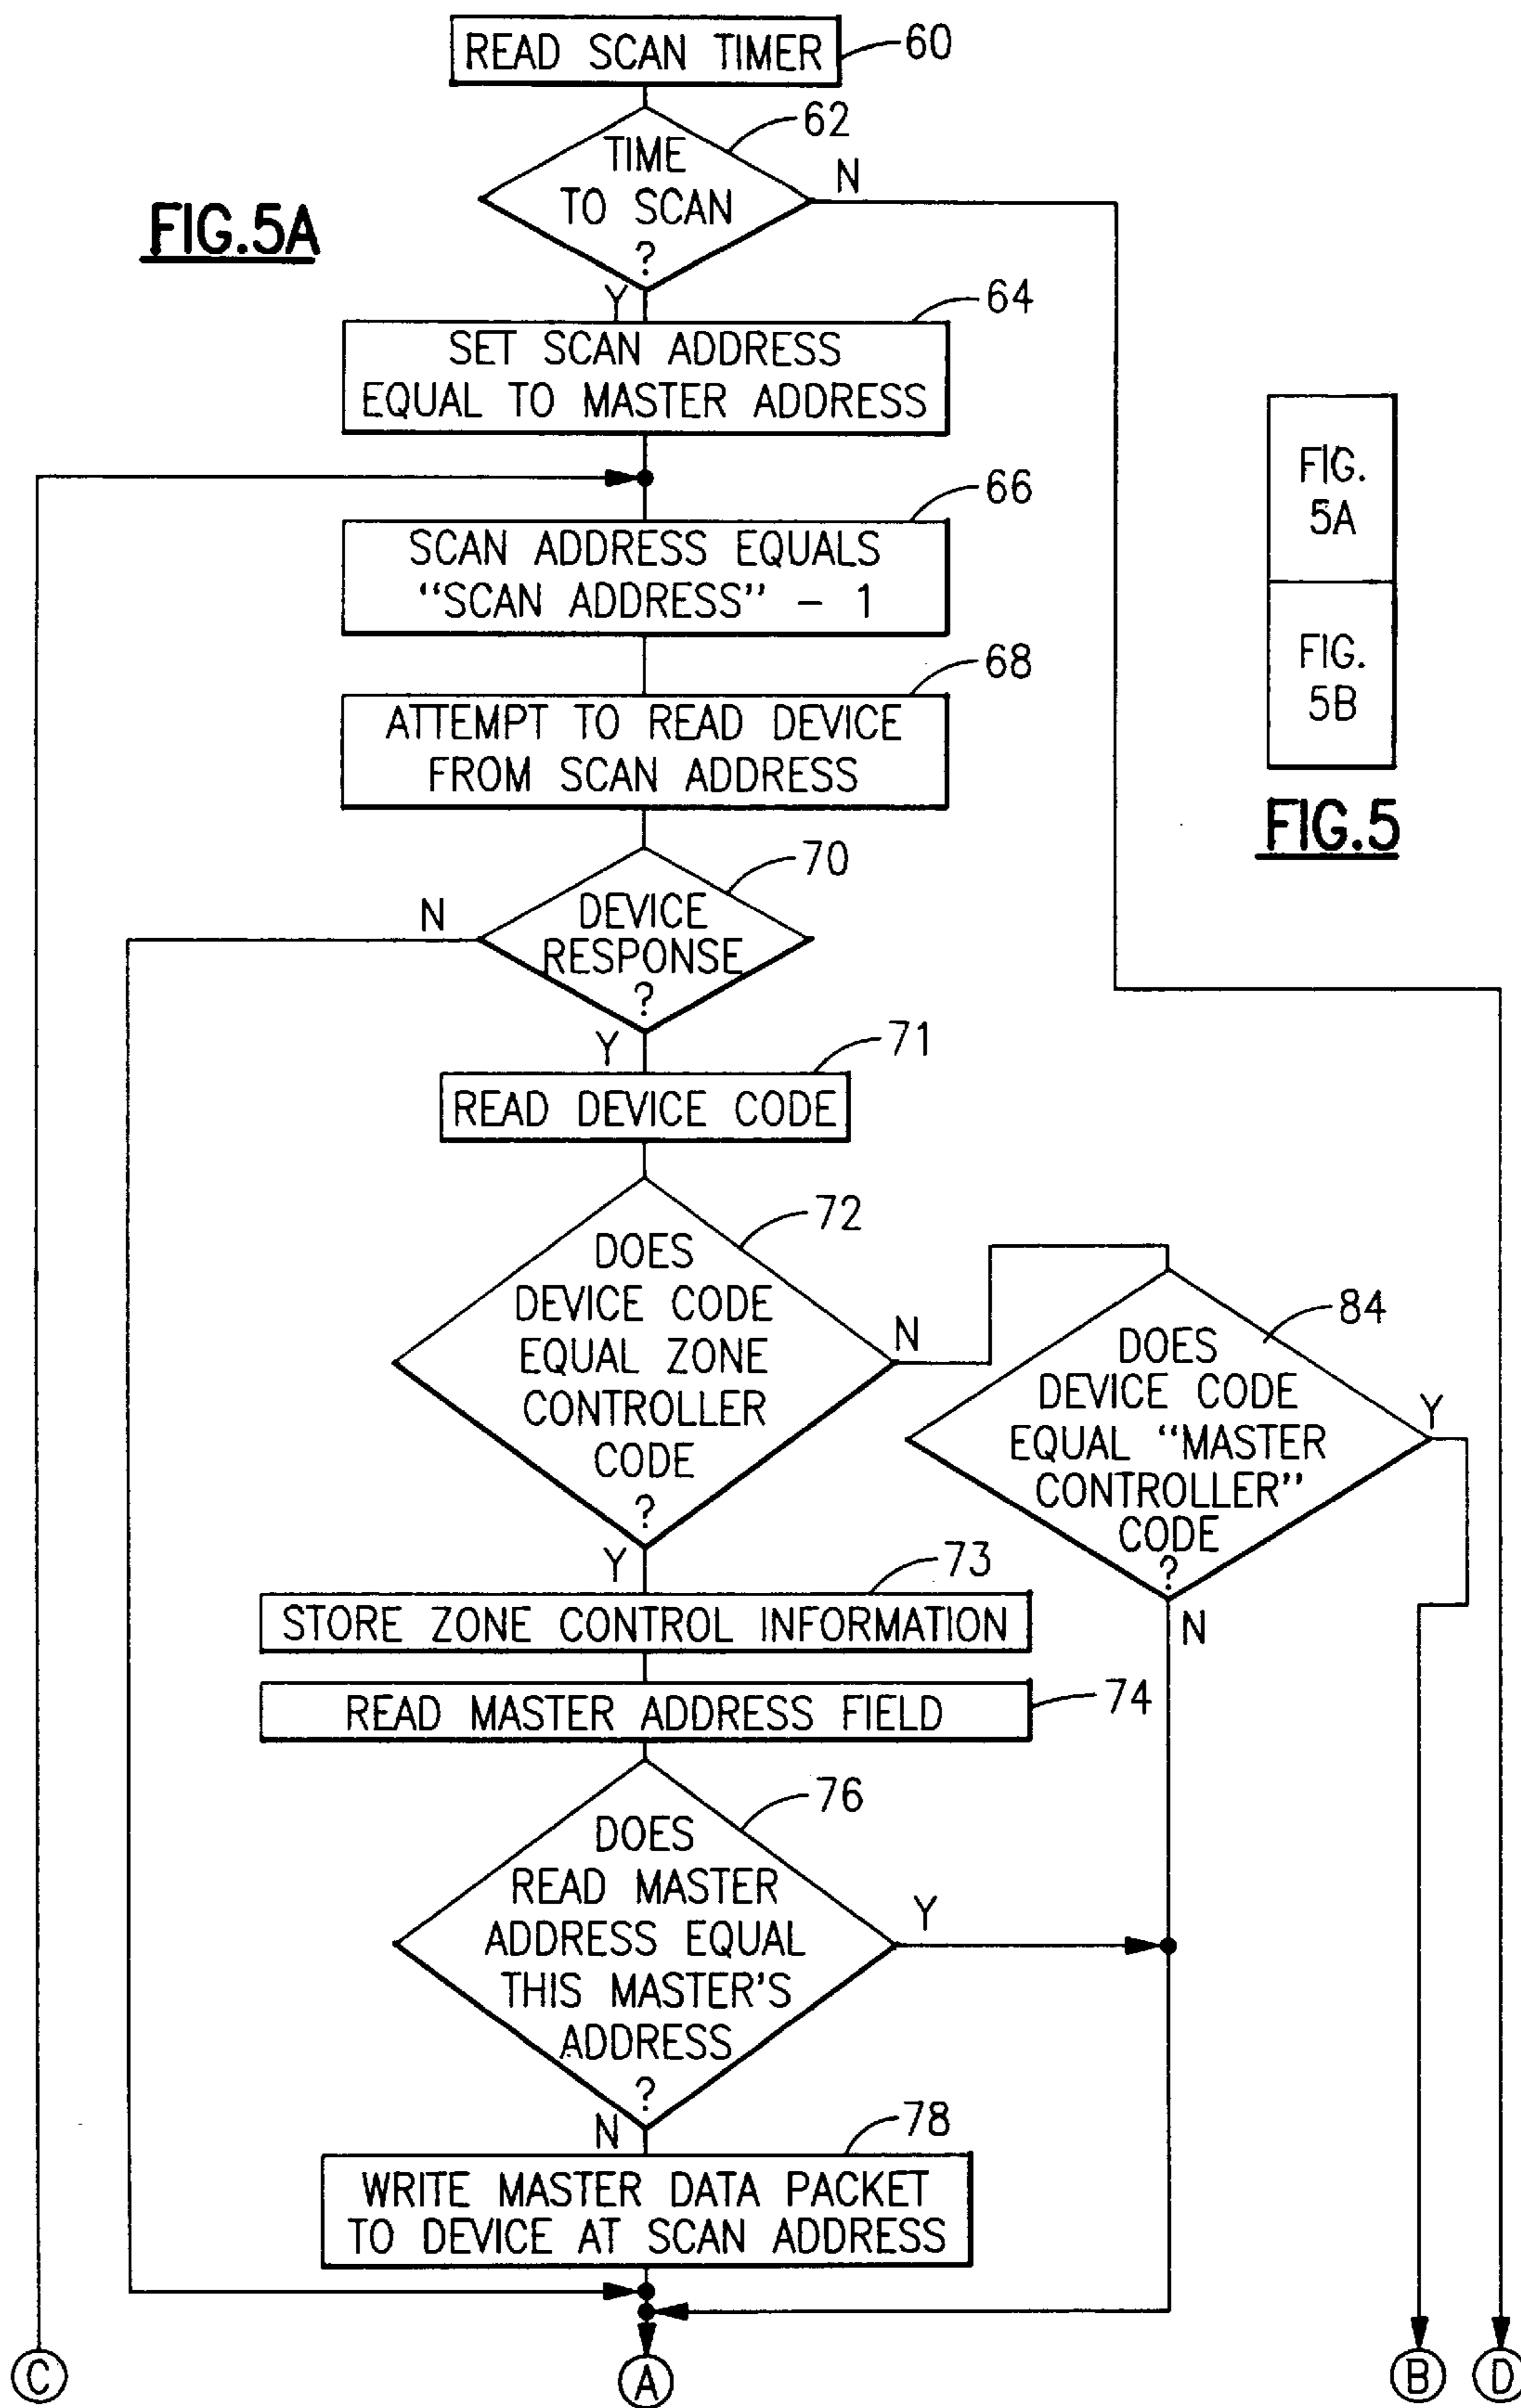 READ SCAN TIMER
60
TIME
TO SCAN
?
62
N
Y
FIG.5A
SET SCAN ADDRESS
EQUAL TO MASTER ADDRESS
64
SCAN ADDRESS EQUALS
“SCAN ADDRESS” - 1
66
FIG.
5A
FIG.
5B
FIG.5
ATTEMPT TO READ DEVICE
FROM SCAN ADDRESS
68
DEVICE
RESPONSE
?
70
N
Y
READ DEVICE CODE
71
DOES
DEVICE CODE
EQUAL ZONE
CONTROLLER
CODE
?
72
N
Y
DOES
DEVICE CODE
EQUAL “MASTER
CONTROLLER”
CODE
?
84
Y
N
STORE ZONE CONTROL INFORMATION
73
READ MASTER ADDRESS FIELD
74
DOES
READ MASTER
ADDRESS EQUAL
THIS MASTER'S
ADDRESS
?
76
Y
N
WRITE MASTER DATA PACKET
TO DEVICE AT SCAN ADDRESS
78
C
A
B
D